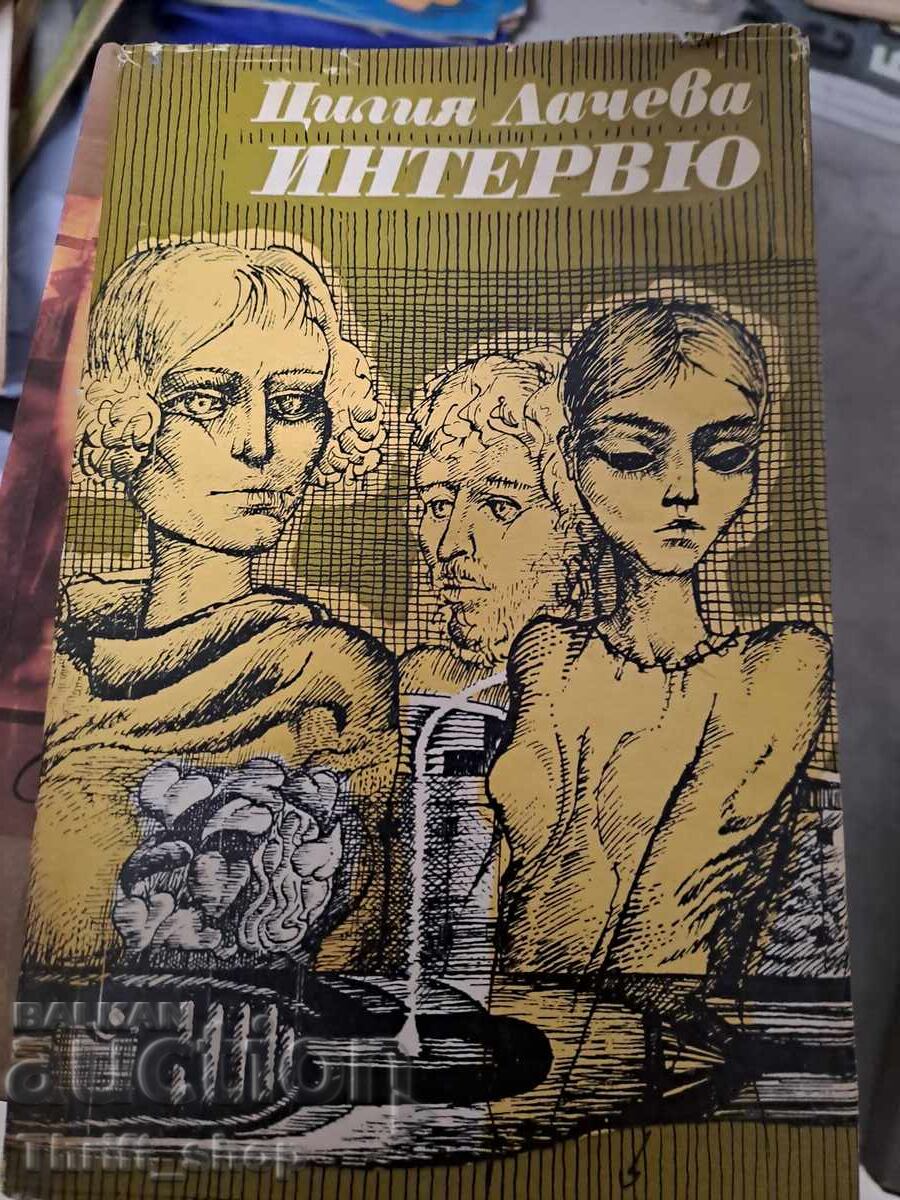 Цилия Лачева
ИНТЕРВЮ
BALKAN
auction
Thrift_shop